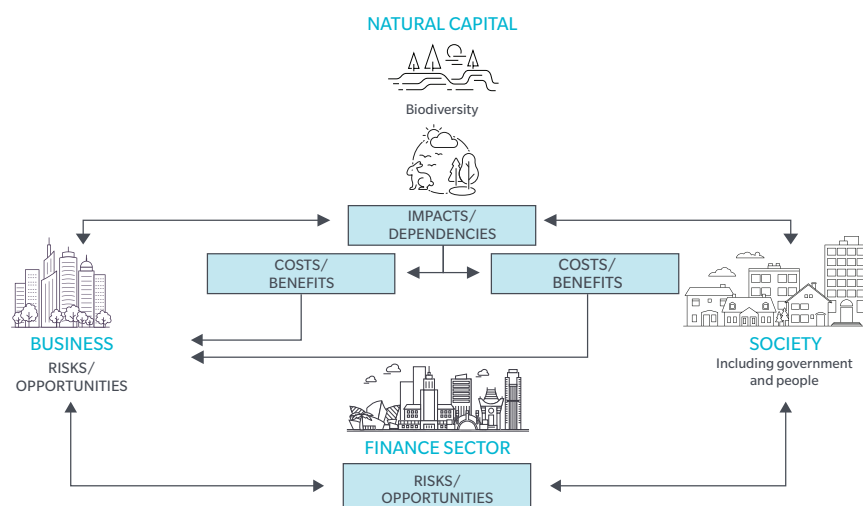 NATURAL CAPITAL
Biodiversity
IMPACTS/
DEPENDENCIES
COSTS/
BENEFITS
COSTS/
BENEFITS
BUSINESS
RISKS/
OPPORTUNITIES
SOCIETY
Including government
and people
FINANCE SECTOR
RISKS/
OPPORTUNITIES